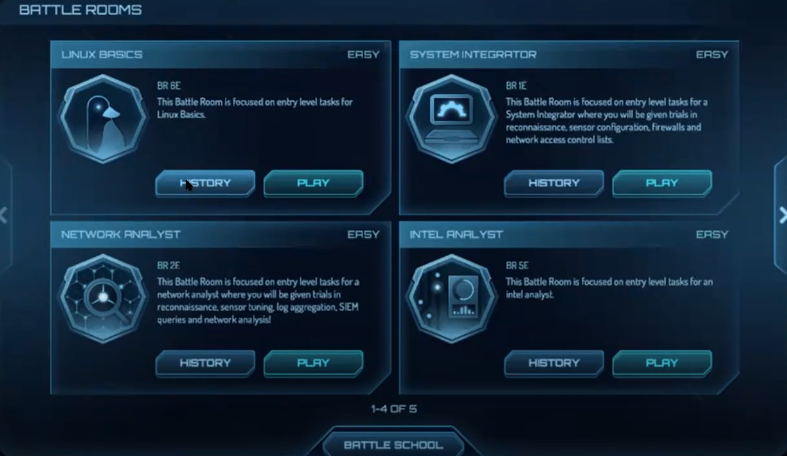 BATTLE ROOMS
LINUX BASICS
EASY
BR 6E
This Battle Room is focused on entry level tasks for
Linux Basics.
HISTORY
PLAY
SYSTEM INTEGRATOR
EASY
BR 1E
This Battle Room is focused on entry level tasks for a
System Integrator where you will be given trials in
reconnaissance, sensor configuration, firewalls and
network access control lists.
HISTORY
PLAY
NETWORK ANALYST
EASY
BR 2E
This Battle Room is focused on entry level tasks for a
network analyst where you will be given trials in
reconnaissance, sensor tuning, log aggregation, SIEM
queries and network analysis!
HISTORY
PLAY
INTEL ANALYST
EASY
BR 5E
This Battle Room is focused on entry level tasks for an
intel analyst.
HISTORY
PLAY
1-4 OF 5
BATTLE SCHOOL